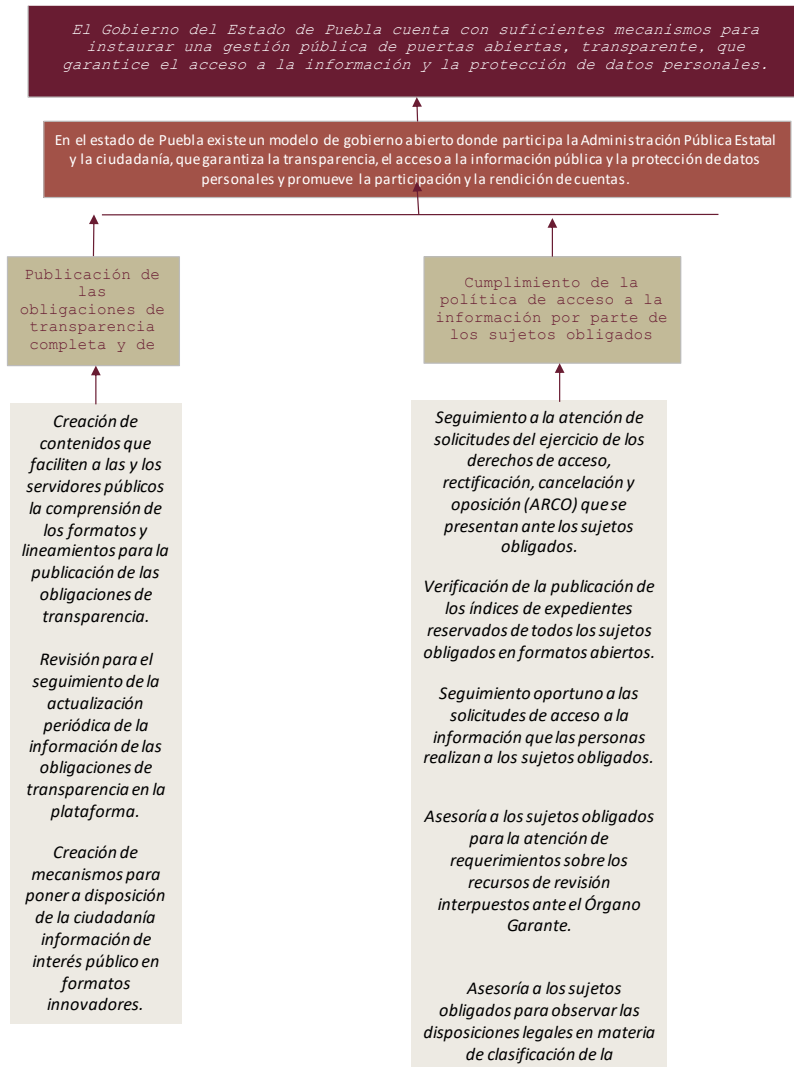 El Gobierno del Estado de Puebla cuenta con suficientes mecanismos para
instaurar una gestión pública de puertas abiertas, transparente, que
garantice el acceso a la información y la protección de datos personales.
En el estado de Puebla existe un modelo de gobierno abierto donde participa la Administración Pública Estatal
y la ciudadanía, que garantiza la transparencia, el acceso a la información pública y la protección de datos
personales y promueve la participación y la rendición de cuentas.
Publicación de
las
obligaciones de
transparencia
completa y de
Creación de
contenidos que
faciliten a las y los
servidores públicos
la comprensión de
los formatos y
lineamientos para la
publicación de las
obligaciones de
transparencia.
Revisión para el
seguimiento de la
actualización
periódica de la
información de las
obligaciones de
transparencia en la
plataforma.
Creación de
mecanismos para
poner a disposición
de la ciudadanía
información de
interés público en
formatos
innovadores.
Cumplimiento de la
política de acceso a la
información por parte de
los sujetos obligados
Seguimiento a la atención de
solicitudes del ejercicio de los
derechos de acceso,
rectificación, cancelación y
oposición (ARCO) que se
presentan ante los sujetos
obligados.
Verificación de la publicación de
los índices de expedientes
reservados de todos los sujetos
obligados en formatos abiertos.
Seguimiento oportuno a las
solicitudes de acceso a la
información que las personas
realizan a los sujetos obligados.
Asesoría a los sujetos obligados
para la atención de
requerimientos sobre los
recursos de revisión
interpuestos ante el Órgano
Garante.
Asesoría a los sujetos
obligados para observar las
disposiciones legales en materia
de clasificación de la